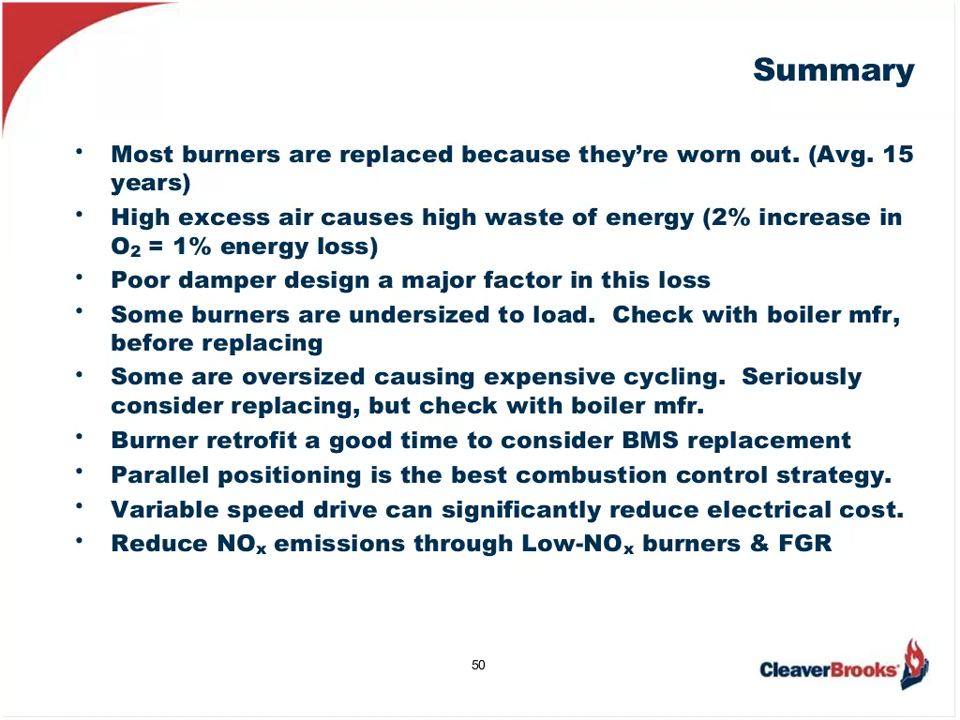 Summary
• Most burners are replaced because they’re worn out. (Avg. 15
years)
• High excess air causes high waste of energy (2% increase in
O₂ = 1% energy loss)
• Poor damper design a major factor in this loss
• Some burners are undersized to load.  Check with boiler mfr,
before replacing
• Some are oversized causing expensive cycling.  Seriously
consider replacing, but check with boiler mfr.
• Burner retrofit a good time to consider BMS replacement
• Parallel positioning is the best combustion control strategy.
• Variable speed drive can significantly reduce electrical cost.
• Reduce NOₓ emissions through Low-NOₓ burners & FGR
50
CleaverBrooks®